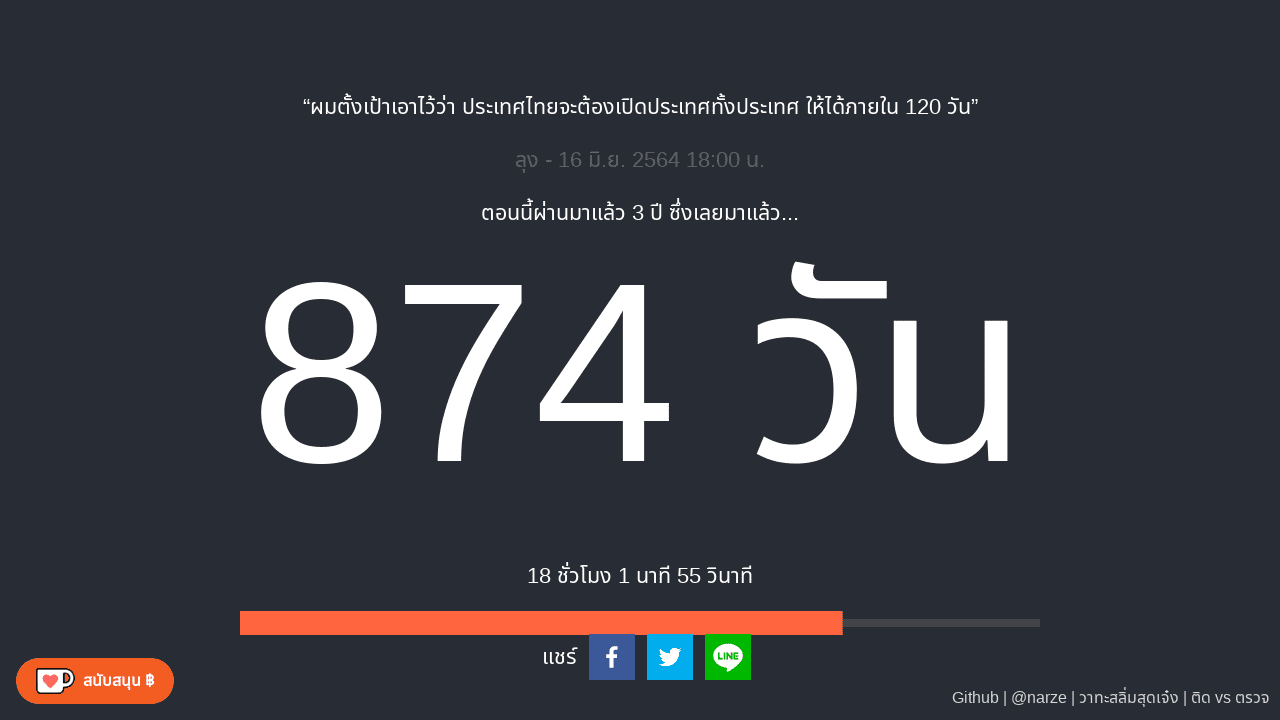 “ผมตั้งเป้าเอาไว้ว่า ประเทศไทยจะต้องเปิดประเทศทั้งประเทศ ให้ได้ภายใน 120 วัน”
ลุง - 16 มิ.ย. 2564 18:00 น.
ตอนนี้ผ่านมาแล้ว 3 ปี ซึ่งเลยมาแล้ว...
874 วัน
18 ชั่วโมง 1 นาที 55 วินาที
แชร์ LINE
สนับสนุน ฿
Github | @narze | วาทะสลิ่มสุดเจ๋ง | ติด vs ตรวจ